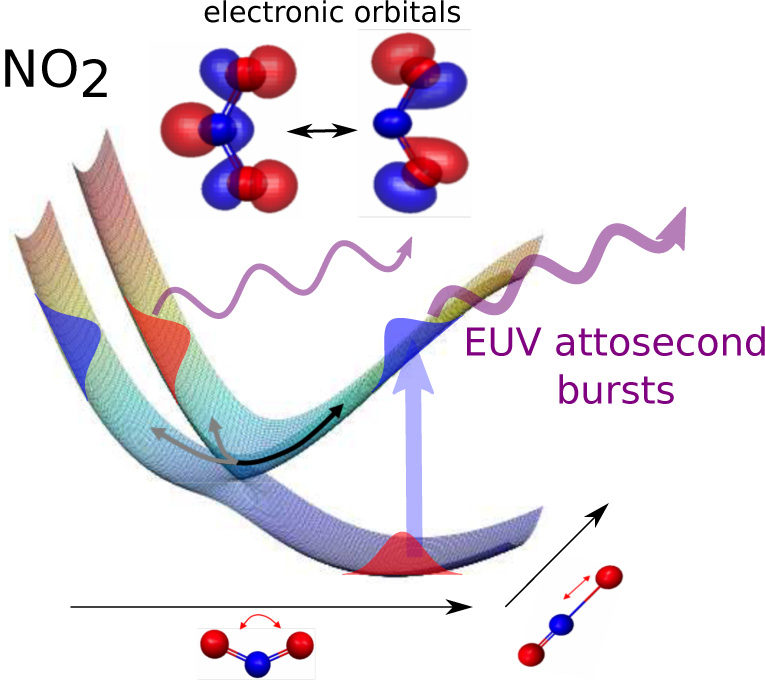 electronic orbitals
NO2
EUV attosecond
bursts